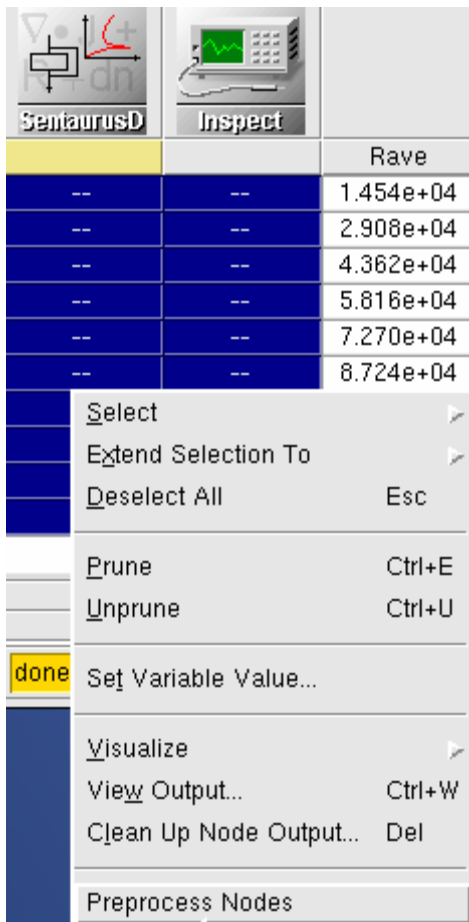 SentaurusD Inspect
Rave
-- -- 1.454e+04
-- -- 2.908e+04
-- -- 4.362e+04
-- -- 5.816e+04
-- -- 7.270e+04
-- -- 8.724e+04
Select
Extend Selection To
Deselect All Esc
Prune Ctrl+E
Unprune Ctrl+U
done
Set Variable Value...
Visualize
View Output... Ctrl+W
Clean Up Node Output... Del
Preprocess Nodes